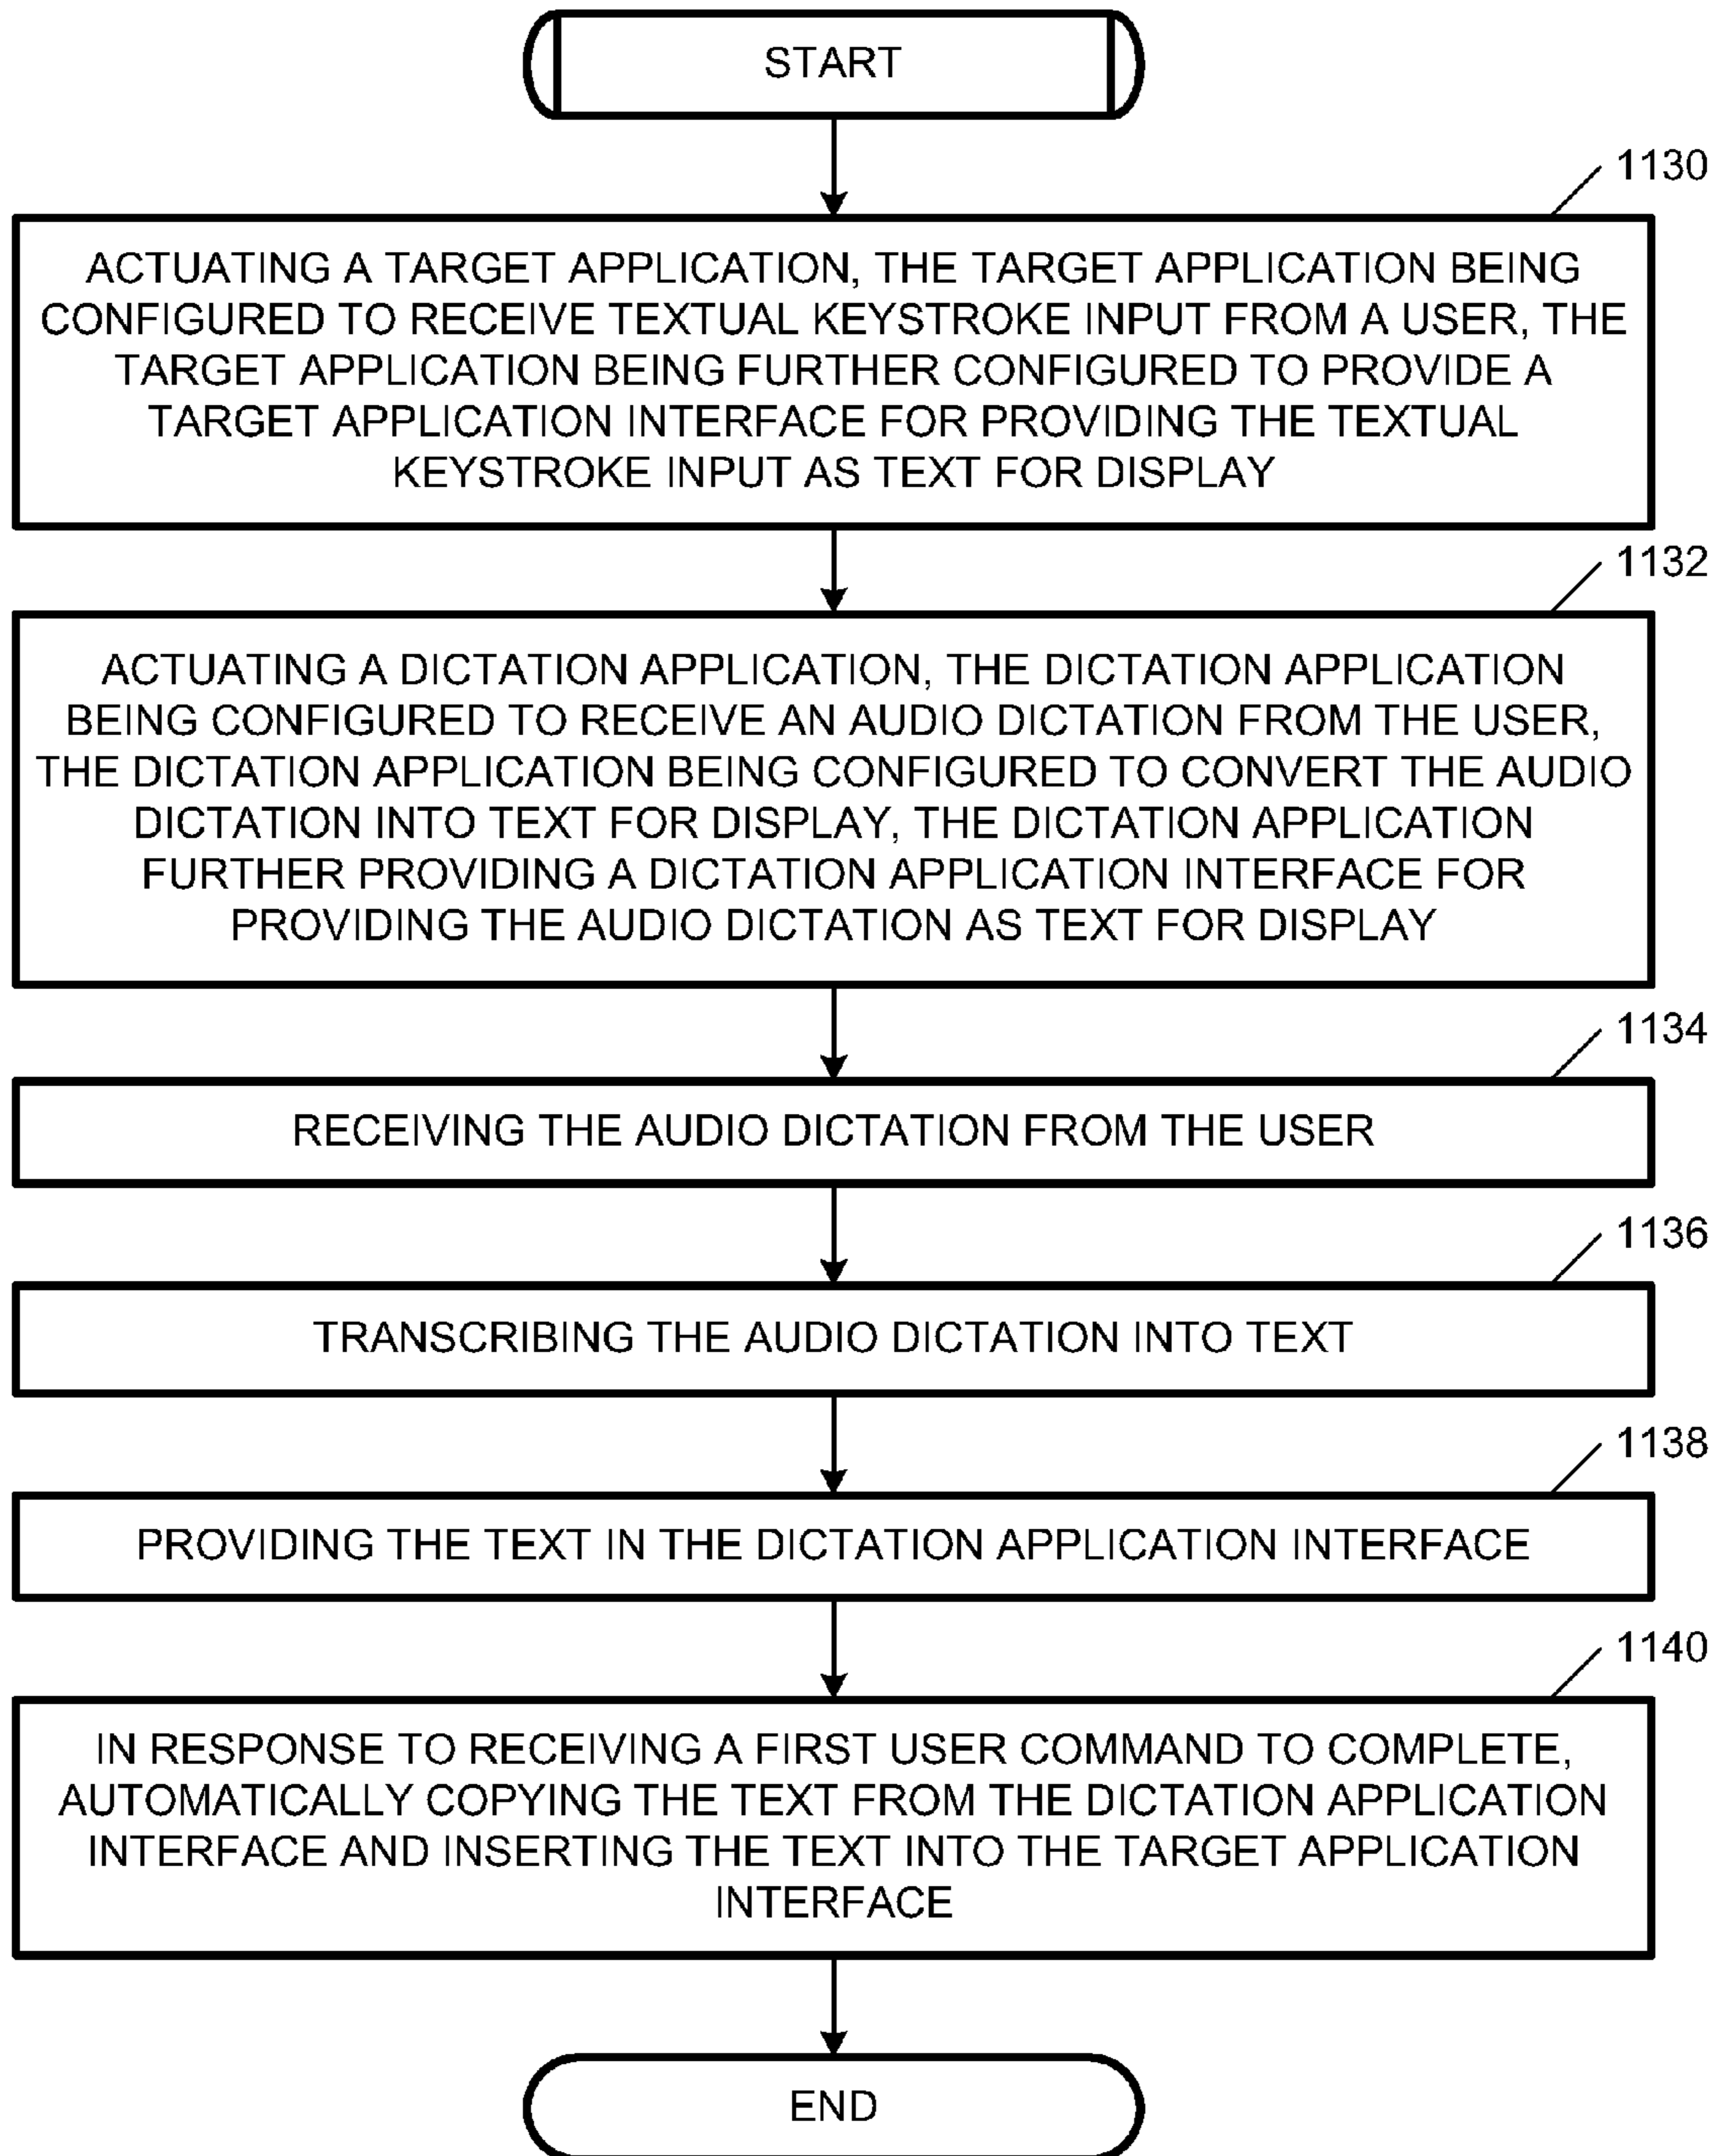 START
1130
ACTUATING A TARGET APPLICATION, THE TARGET APPLICATION BEING
CONFIGURED TO RECEIVE TEXTUAL KEYSTROKE INPUT FROM A USER, THE
TARGET APPLICATION BEING FURTHER CONFIGURED TO PROVIDE A
TARGET APPLICATION INTERFACE FOR PROVIDING THE TEXTUAL
KEYSTROKE INPUT AS TEXT FOR DISPLAY
1132
ACTUATING A DICTATION APPLICATION, THE DICTATION APPLICATION
BEING CONFIGURED TO RECEIVE AN AUDIO DICTATION FROM THE USER,
THE DICTATION APPLICATION BEING CONFIGURED TO CONVERT THE AUDIO
DICTATION INTO TEXT FOR DISPLAY, THE DICTATION APPLICATION
FURTHER PROVIDING A DICTATION APPLICATION INTERFACE FOR
PROVIDING THE AUDIO DICTATION AS TEXT FOR DISPLAY
1134
RECEIVING THE AUDIO DICTATION FROM THE USER
1136
TRANSCRIBING THE AUDIO DICTATION INTO TEXT
1138
PROVIDING THE TEXT IN THE DICTATION APPLICATION INTERFACE
1140
IN RESPONSE TO RECEIVING A FIRST USER COMMAND TO COMPLETE,
AUTOMATICALLY COPYING THE TEXT FROM THE DICTATION APPLICATION
INTERFACE AND INSERTING THE TEXT INTO THE TARGET APPLICATION
INTERFACE
END